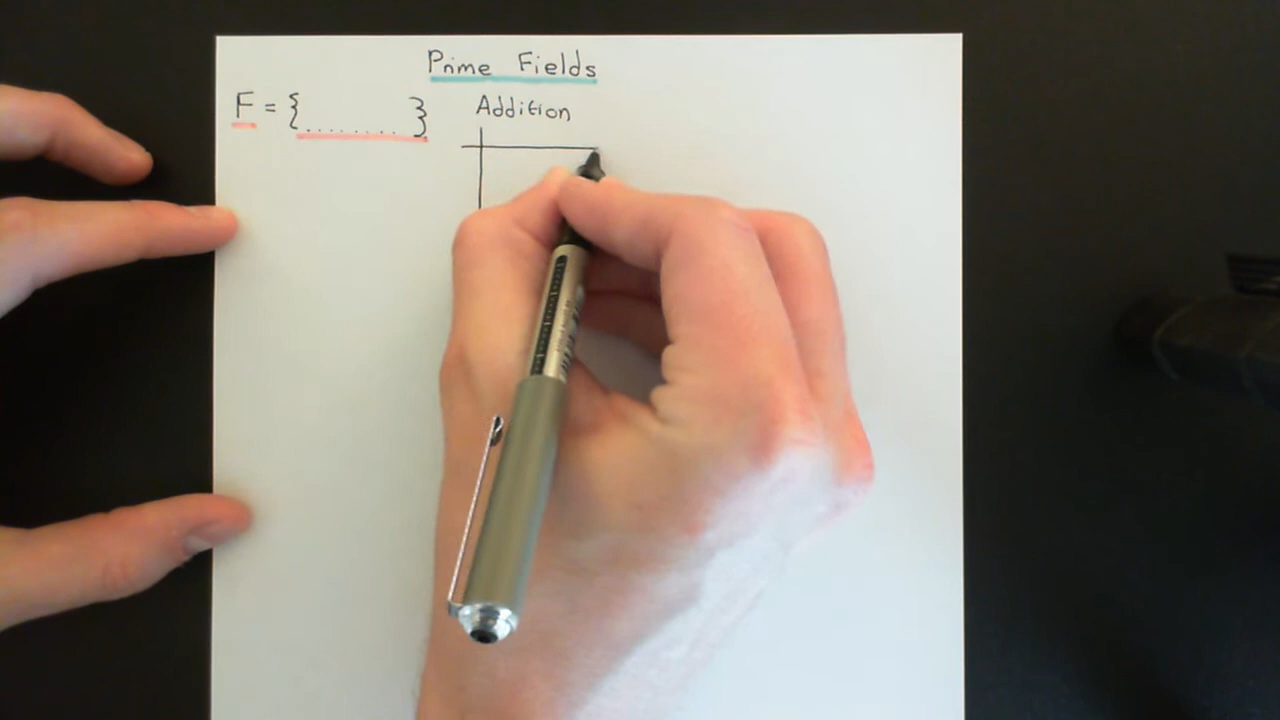 Prime Fields
F = {.........}
Addition